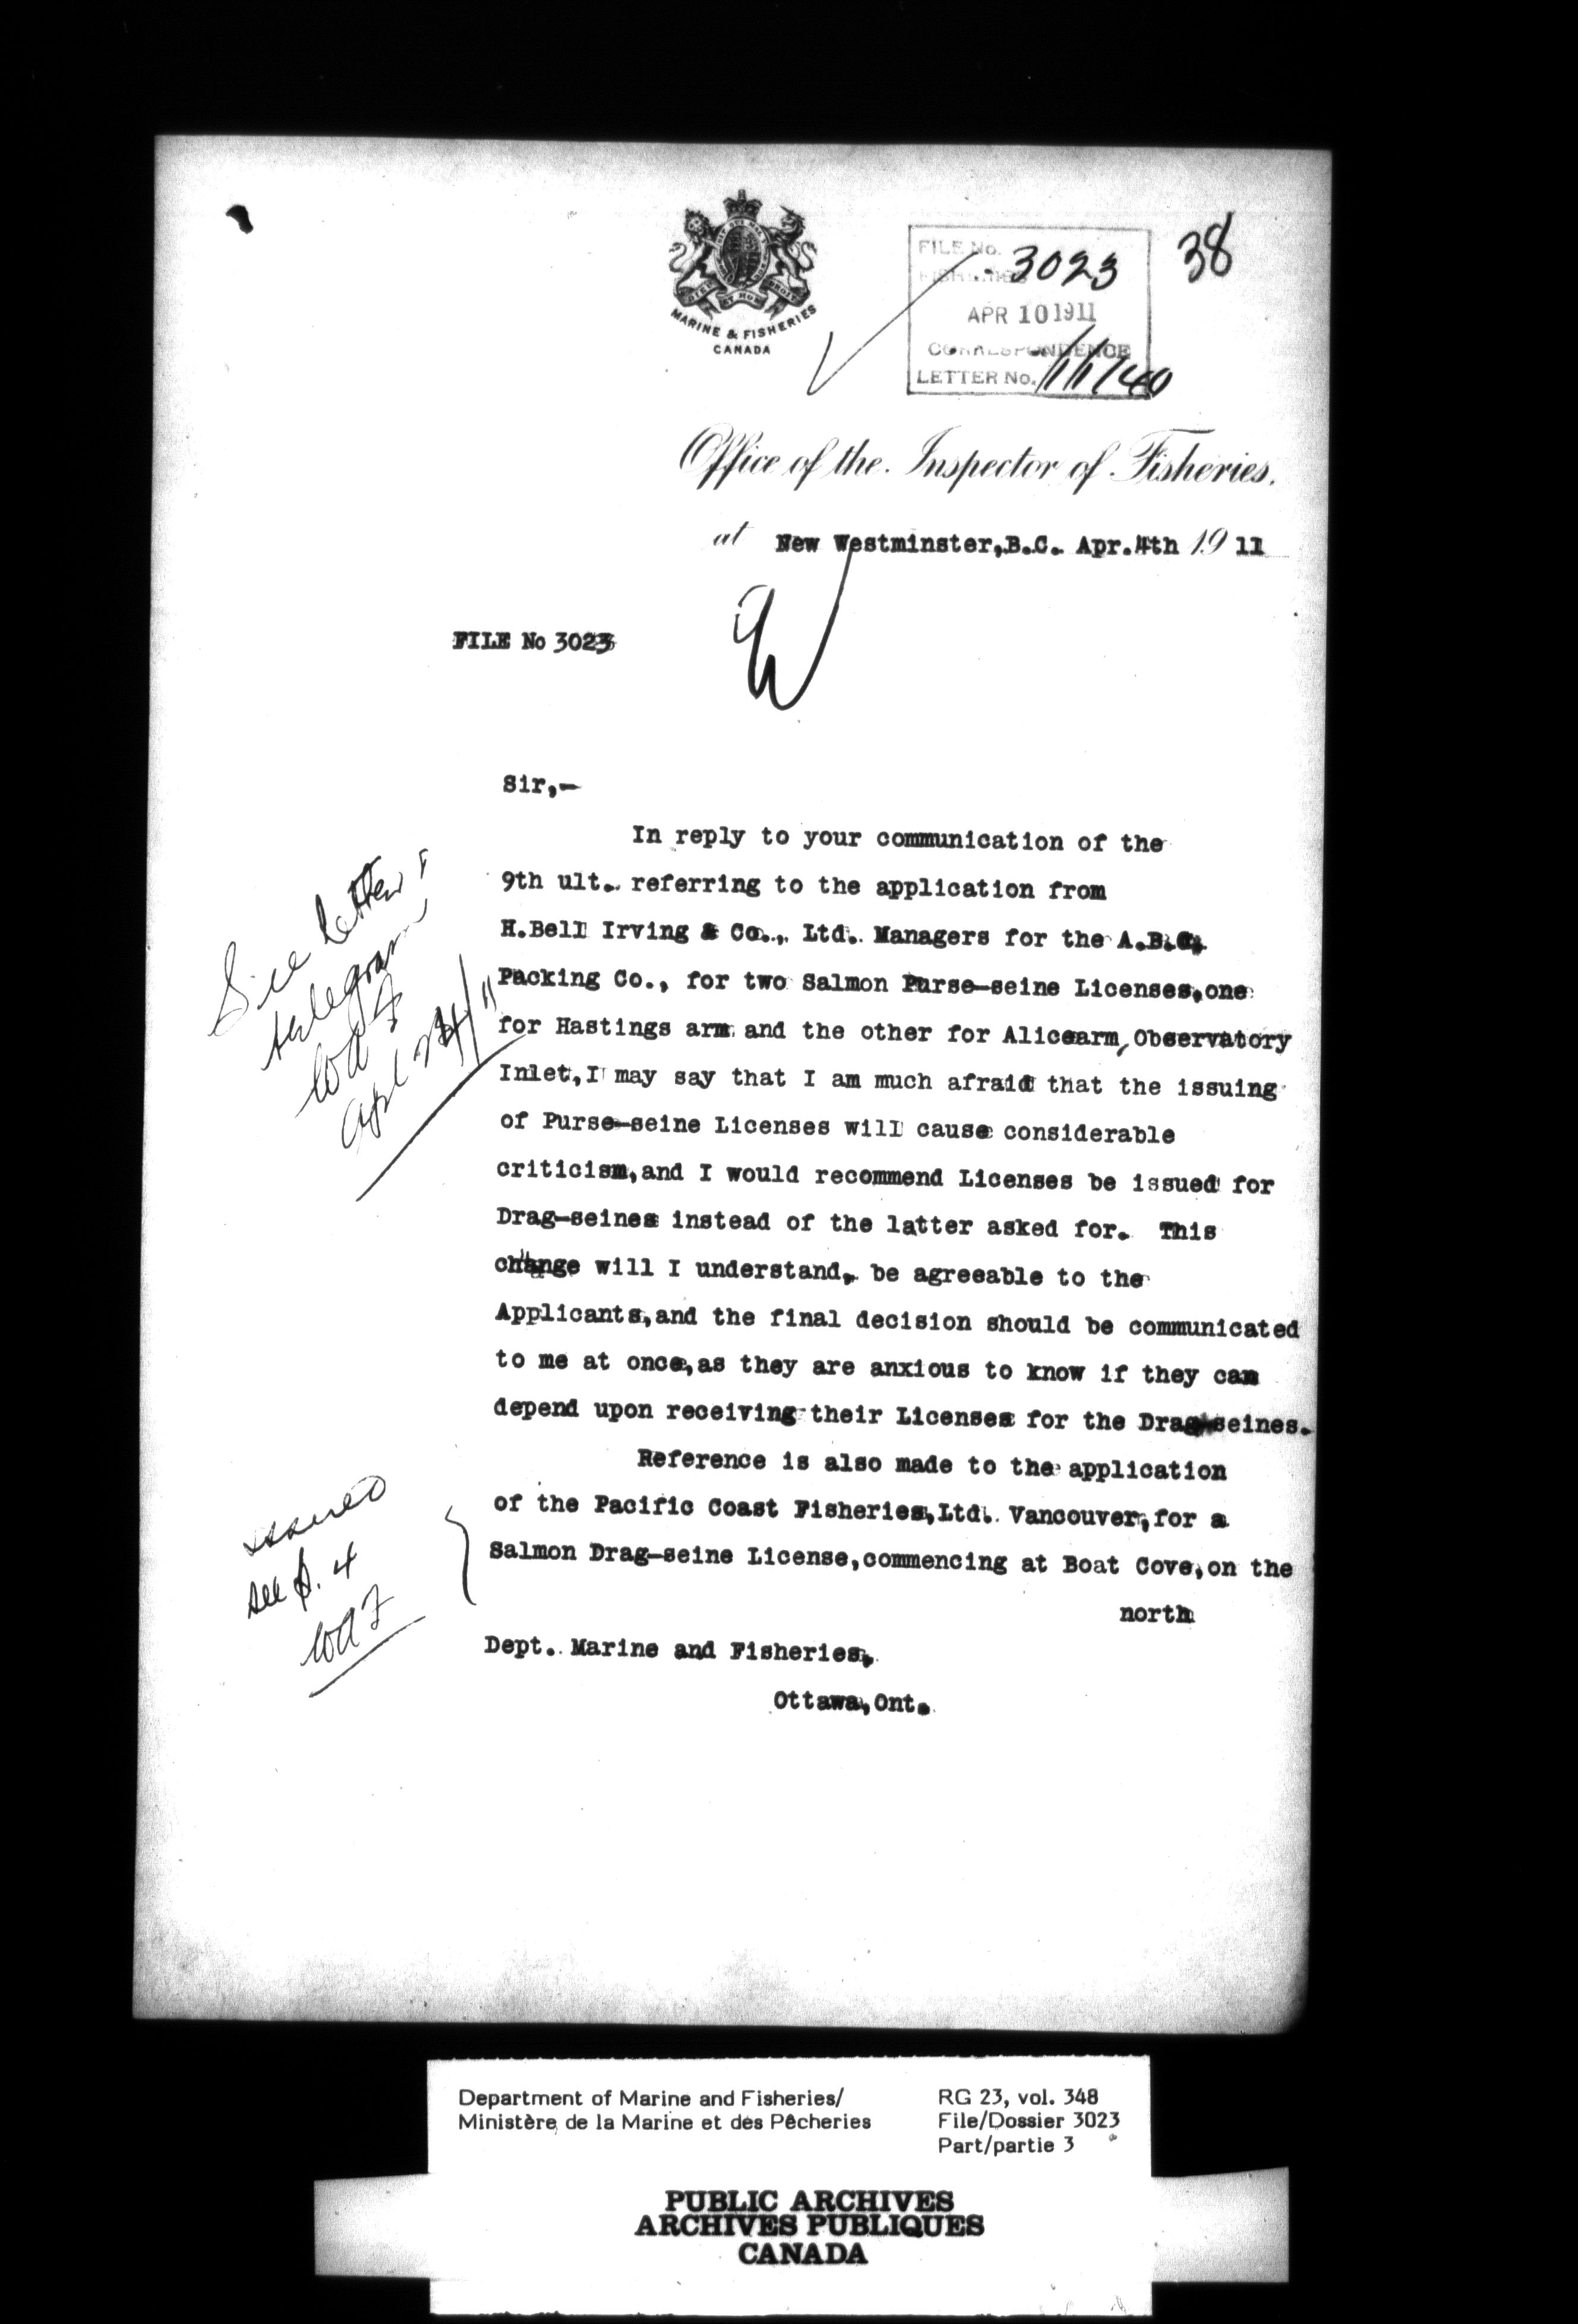 MARINE & FISHERIES
CANADA
FILE No. 3023
FISHERIES
APR 10 1911
CORRESPONDENCE
LETTER No. 11140
38
Office of the Inspector of Fisheries.
at New Westminster,B.C. Apr.4th 1911
FILE No 3023
Sir,-
In reply to your communication of the
9th ult. referring to the application from
H.Bell Irving & Co., Ltd. Managers for the A.B.C.
Packing Co., for two Salmon Purse-seine Licenses,one
for Hastings arm and the other for Alicearm, Observatory
Inlet,I may say that I am much afraid that the issuing
of Purse-seine Licenses will cause considerable
criticism,and I would recommend Licenses be issued for
Drag-seines instead of the latter asked for. This
change will I understand, be agreeable to the
Applicants,and the final decision should be communicated
to me at once,as they are anxious to know if they can
depend upon receiving their Licenses for the Drag-seines.
Reference is also made to the application
of the Pacific Coast Fisheries,Ltd. Vancouver,for a
Salmon Drag-seine License,commencing at Boat Cove,on the
north
Dept. Marine and Fisheries,
Ottawa,Ont.
See letter &
telegram
Apl
issued
see p. 4
Department of Marine and Fisheries/
Ministère de la Marine et des Pêcheries
RG 23, vol. 348
File/Dossier 3023
Part/partie 3
PUBLIC ARCHIVES
ARCHIVES PUBLIQUES
CANADA